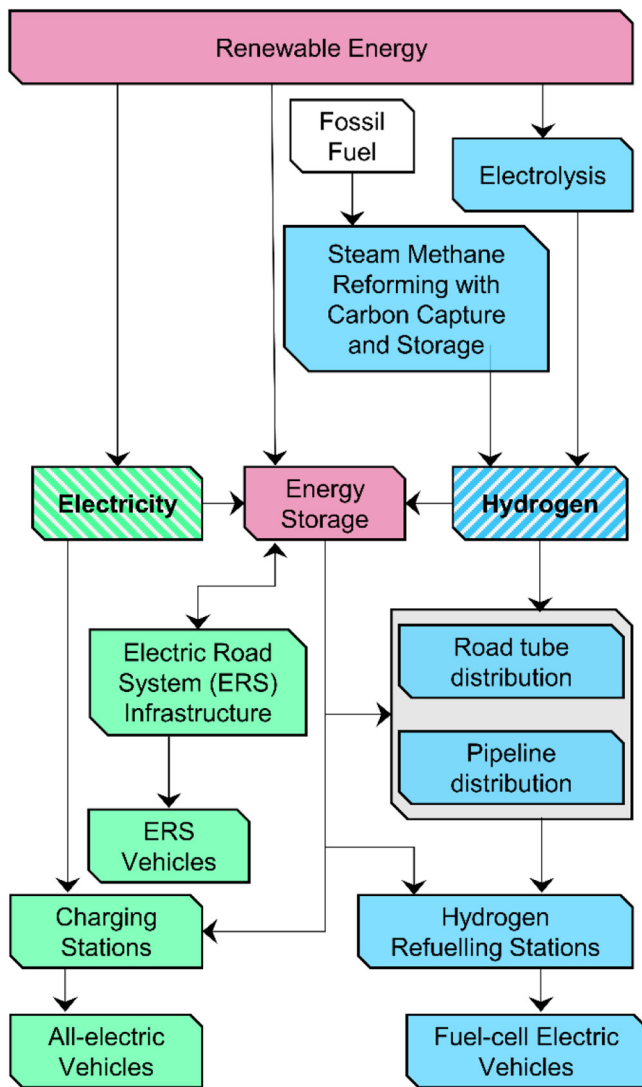 Renewable Energy
Fossil
Fuel
Electrolysis
Steam Methane
Reforming with
Carbon Capture
and Storage
Electricity
Energy
Storage
Hydrogen
Electric Road
System (ERS)
Infrastructure
Road tube
distribution
Pipeline
distribution
ERS
Vehicles
Charging
Stations
Hydrogen
Refuelling Stations
All-electric
Vehicles
Fuel-cell Electric
Vehicles